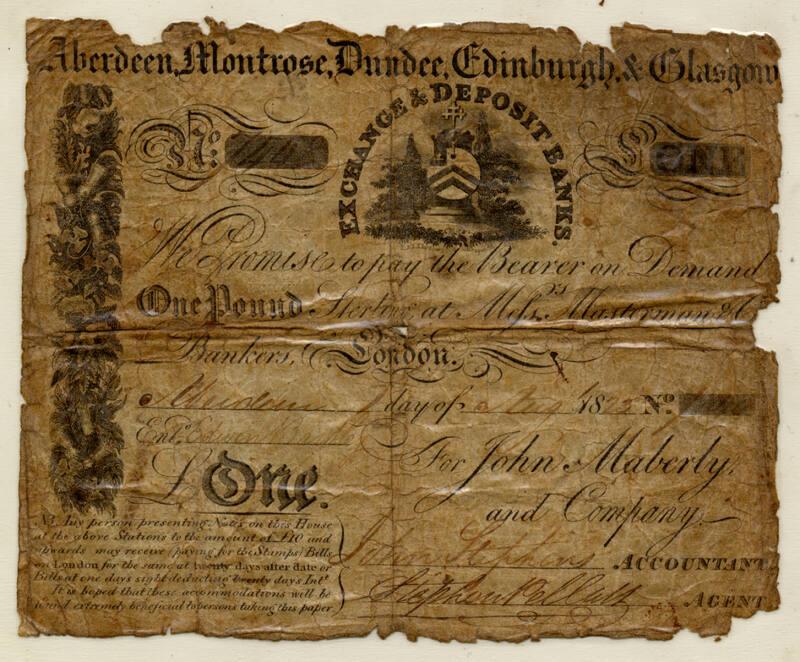 Aberdeen, Montrose, Dundee, Edinburgh, & Glasgow
EXCHANGE & DEPOSIT BANKS.
No.
£ ONE
We Promise to pay the Bearer on Demand
One Pound Sterling, at Messrs. Masterman & Co.
Bankers, London.
Aberdeen day of 18 No.
Entd.
£ One.
For John Maberly,
and Company.
NB. Any person presenting Notes on this House
at the above Stations to the amount of £10 and
upwards may receive (paying for the Stamps) Bills
on London for the same at twenty days after date or
Bills at one days sight deducting twenty days Intt.
It is hoped that these accommodations will be
found extremely beneficial to persons taking this paper
ACCOUNTANT
Stephen AGENT